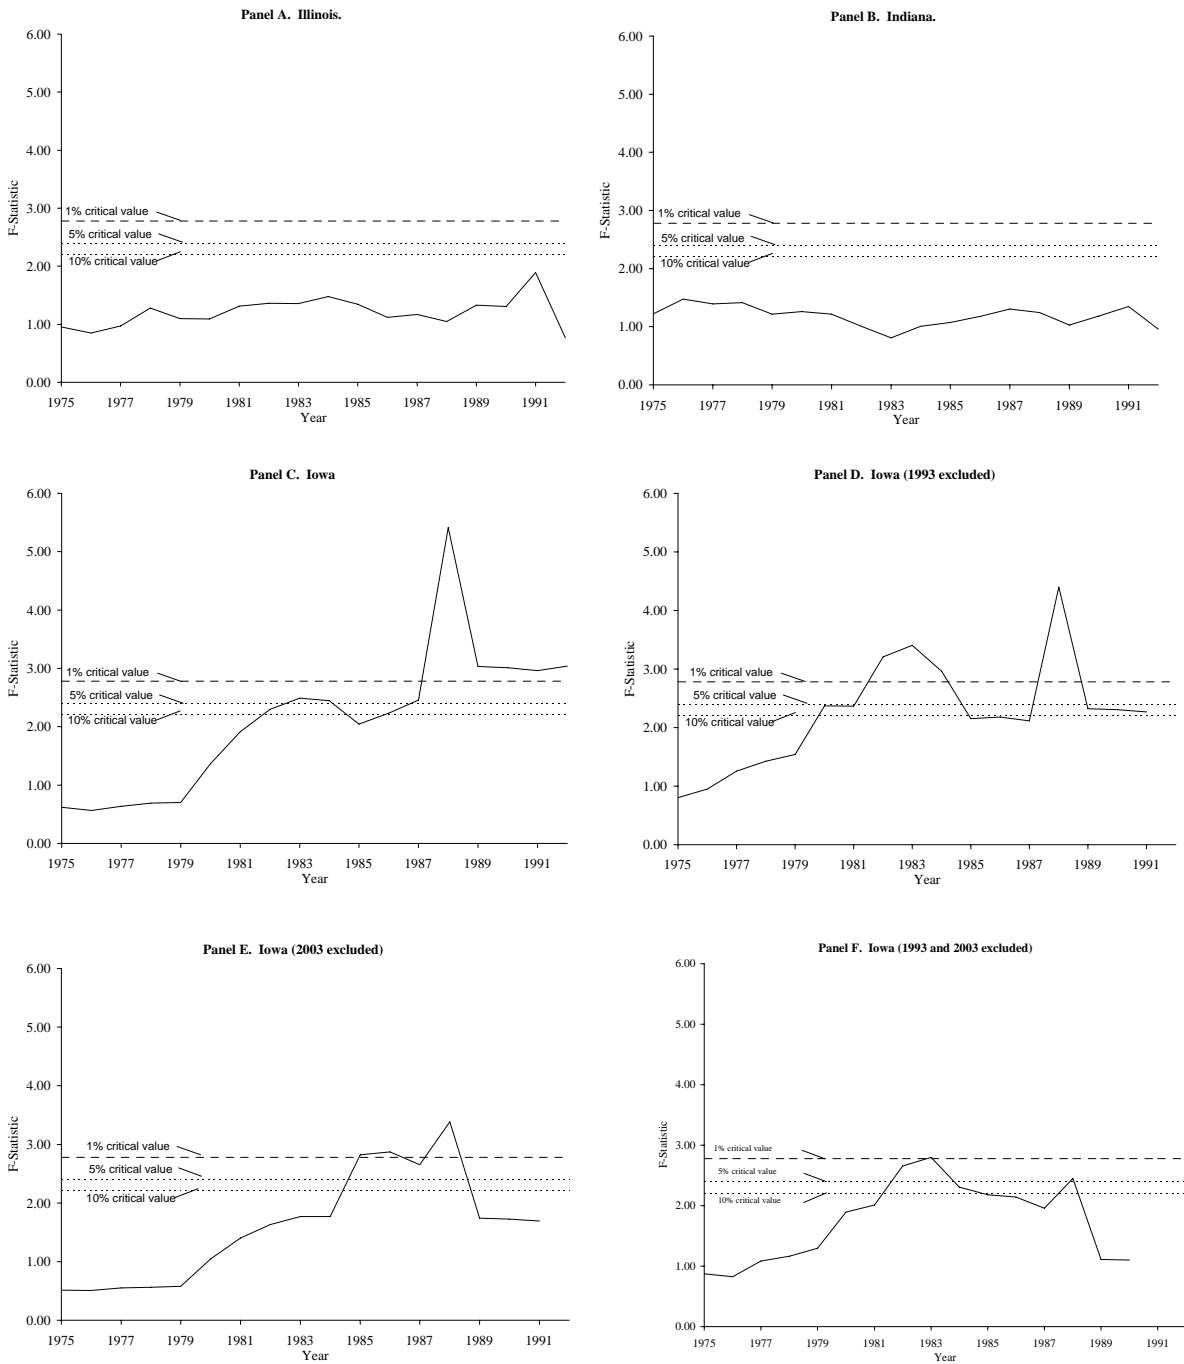 Panel A. Illinois.
6.00
5.00
4.00
3.00
2.00
1.00
0.00
F-Statistic
1% critical value
5% critical value
10% critical value
1975 1977 1979 1981 1983 1985 1987 1989 1991
Year
Panel B. Indiana.
6.00
5.00
4.00
3.00
2.00
1.00
0.00
F-Statistic
1% critical value
5% critical value
10% critical value
1975 1977 1979 1981 1983 1985 1987 1989 1991
Year
Panel C. Iowa
6.00
5.00
4.00
3.00
2.00
1.00
0.00
F-Statistic
1% critical value
5% critical value
10% critical value
1975 1977 1979 1981 1983 1985 1987 1989 1991
Year
Panel D. Iowa (1993 excluded)
6.00
5.00
4.00
3.00
2.00
1.00
0.00
F-Statistic
1% critical value
5% critical value
10% critical value
1975 1977 1979 1981 1983 1985 1987 1989 1991
Year
Panel E. Iowa (2003 excluded)
6.00
5.00
4.00
3.00
2.00
1.00
0.00
F-Statistic
1% critical value
5% critical value
10% critical value
1975 1977 1979 1981 1983 1985 1987 1989 1991
Year
Panel F. Iowa (1993 and 2003 excluded)
6.00
5.00
4.00
3.00
2.00
1.00
0.00
F-Statistic
1% critical value
5% critical value
10% critical value
1975 1977 1979 1981 1983 1985 1987 1989 1991
Year